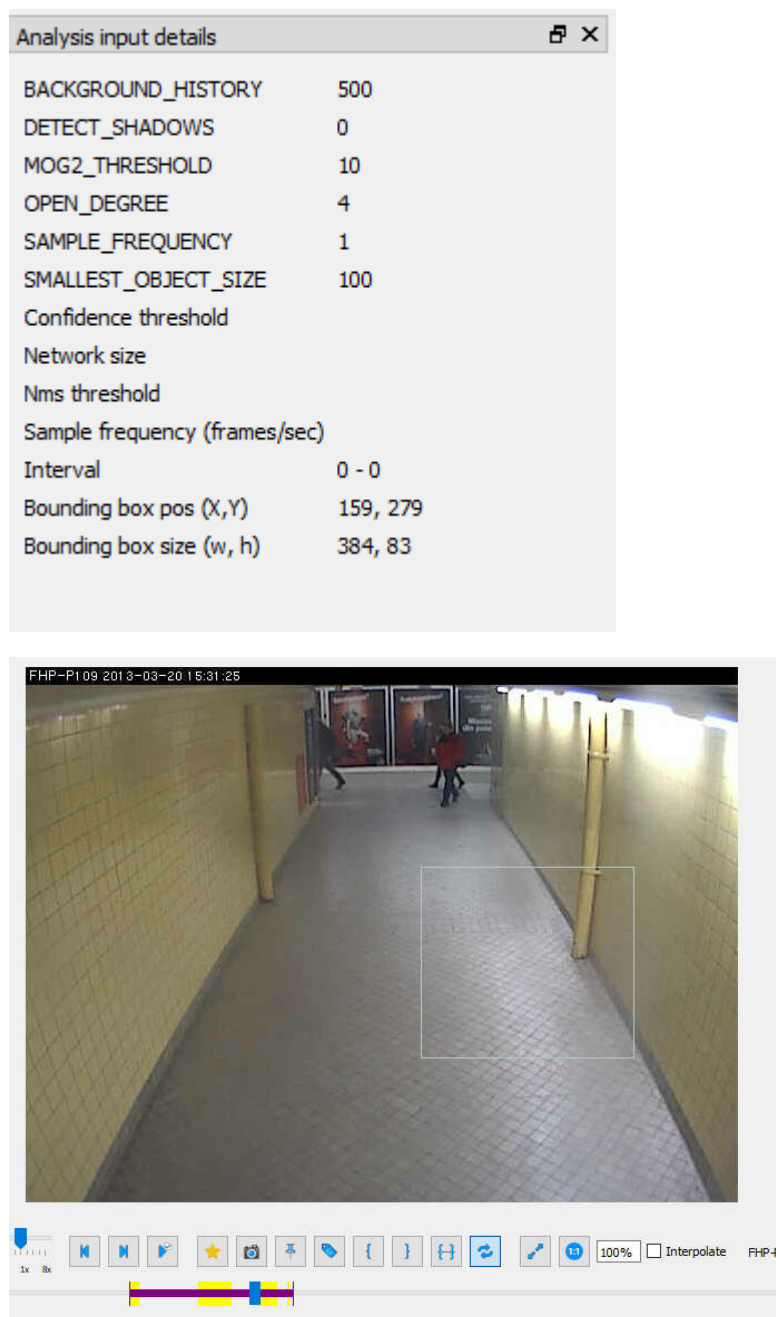 Analysis input details
BACKGROUND_HISTORY 500
DETECT_SHADOWS 0
MOG2_THRESHOLD 10
OPEN_DEGREE 4
SAMPLE_FREQUENCY 1
SMALLEST_OBJECT_SIZE 100
Confidence threshold
Network size
Nms threshold
Sample frequency (frames/sec)
Interval 0 - 0
Bounding box pos (X,Y) 159, 279
Bounding box size (w, h) 384, 83
FHP-P109 2013-03-20 15:31:25
1x 8x
{ } {-} 1:1 100% Interpolate FHP-